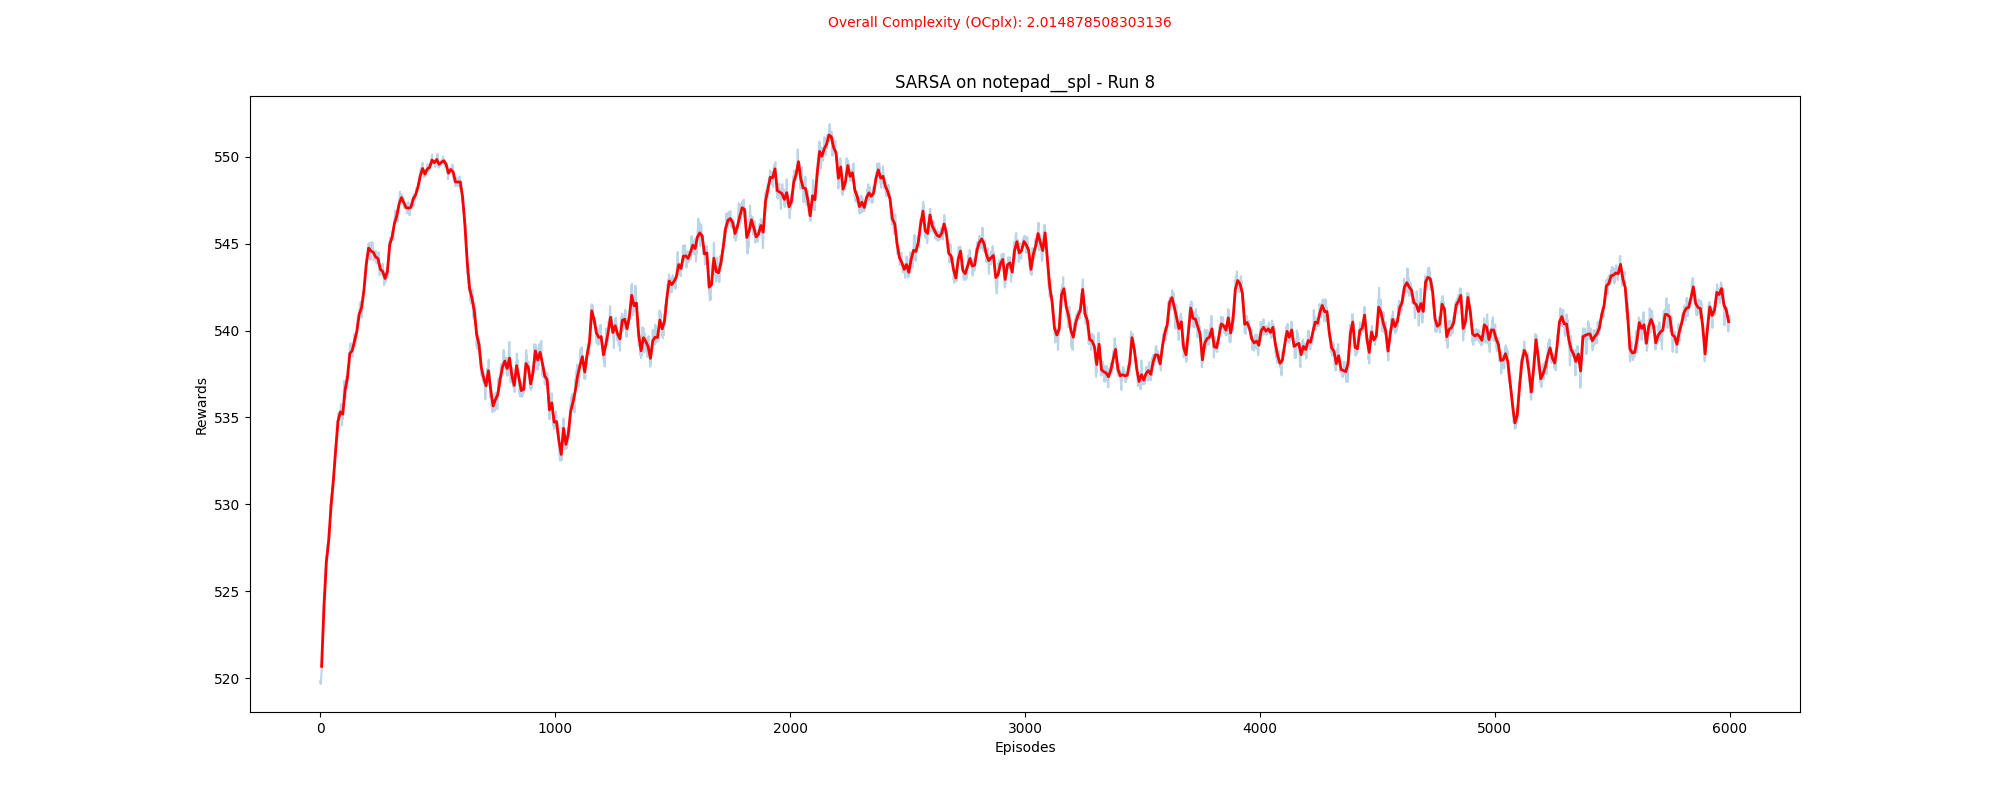 Overall Complexity (OCplx): 2.014878508303136
SARSA on notepad__spl - Run 8
550
545
540
535
530
525
520
Rewards
0 1000 2000 3000 4000 5000 6000
Episodes